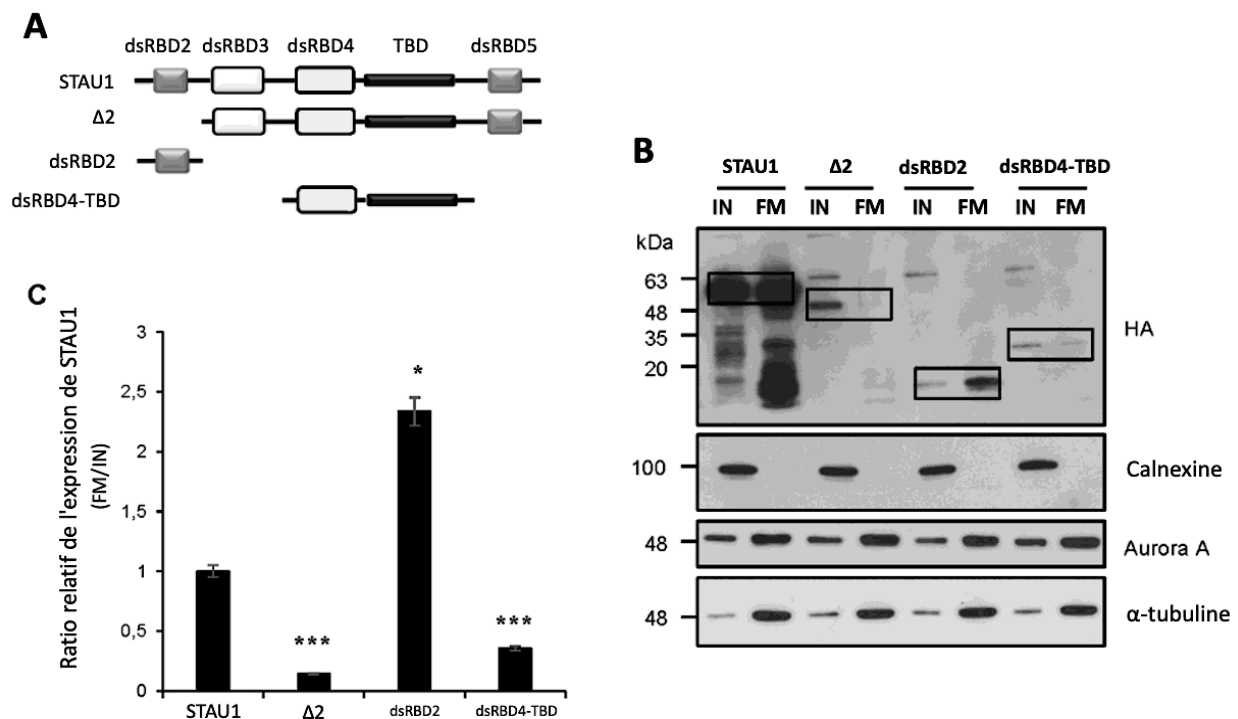 A
dsRBD2 dsRBD3 dsRBD4 TBD dsRBD5
STAU1
Δ2
dsRBD2
dsRBD4-TBD
B
STAU1 Δ2 dsRBD2 dsRBD4-TBD
IN FM IN FM IN FM IN FM
kDa
63
48
35
20
HA
100
Calnexine
48
Aurora A
48
α-tubuline
C
Ratio relatif de l'expression de STAU1
(FM/IN)
3
2,5
2
1,5
1
0,5
0
***
*
***
STAU1 Δ2 dsRBD2 dsRBD4-TBD